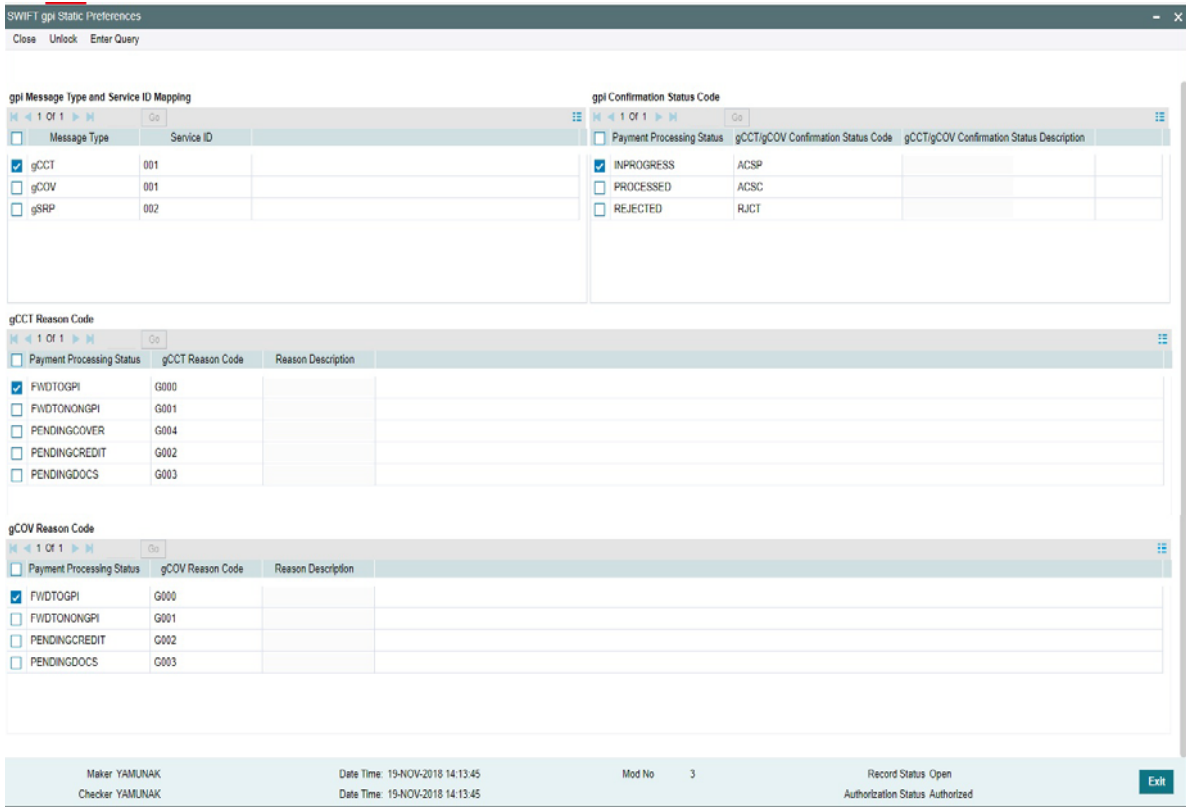 SWIFT gpi Static Preferences
Close Unlock Enter Query
gpi Message Type and Service ID Mapping
1 Of 1 Go
Message Type Service ID
gCCT 001
gCOV 001
gSRP 002
gpi Confirmation Status Code
1 Of 1 Go
Payment Processing Status gCCT/gCOV Confirmation Status Code gCCT/gCOV Confirmation Status Description
INPROGRESS ACSP
PROCESSED ACSC
REJECTED RJCT
gCCT Reason Code
1 Of 1 Go
Payment Processing Status gCCT Reason Code Reason Description
FWDTOGPI G000
FWDTONONGPI G001
PENDINGCOVER G004
PENDINGCREDIT G002
PENDINGDOCS G003
gCOV Reason Code
1 Of 1 Go
Payment Processing Status gCOV Reason Code Reason Description
FWDTOGPI G000
FWDTONONGPI G001
PENDINGCREDIT G002
PENDINGDOCS G003
Maker YAMUNAK Date Time: 19-NOV-2018 14:13:45 Mod No 3 Record Status Open
Checker YAMUNAK Date Time: 19-NOV-2018 14:13:45 Authorization Status Authorized
Exit